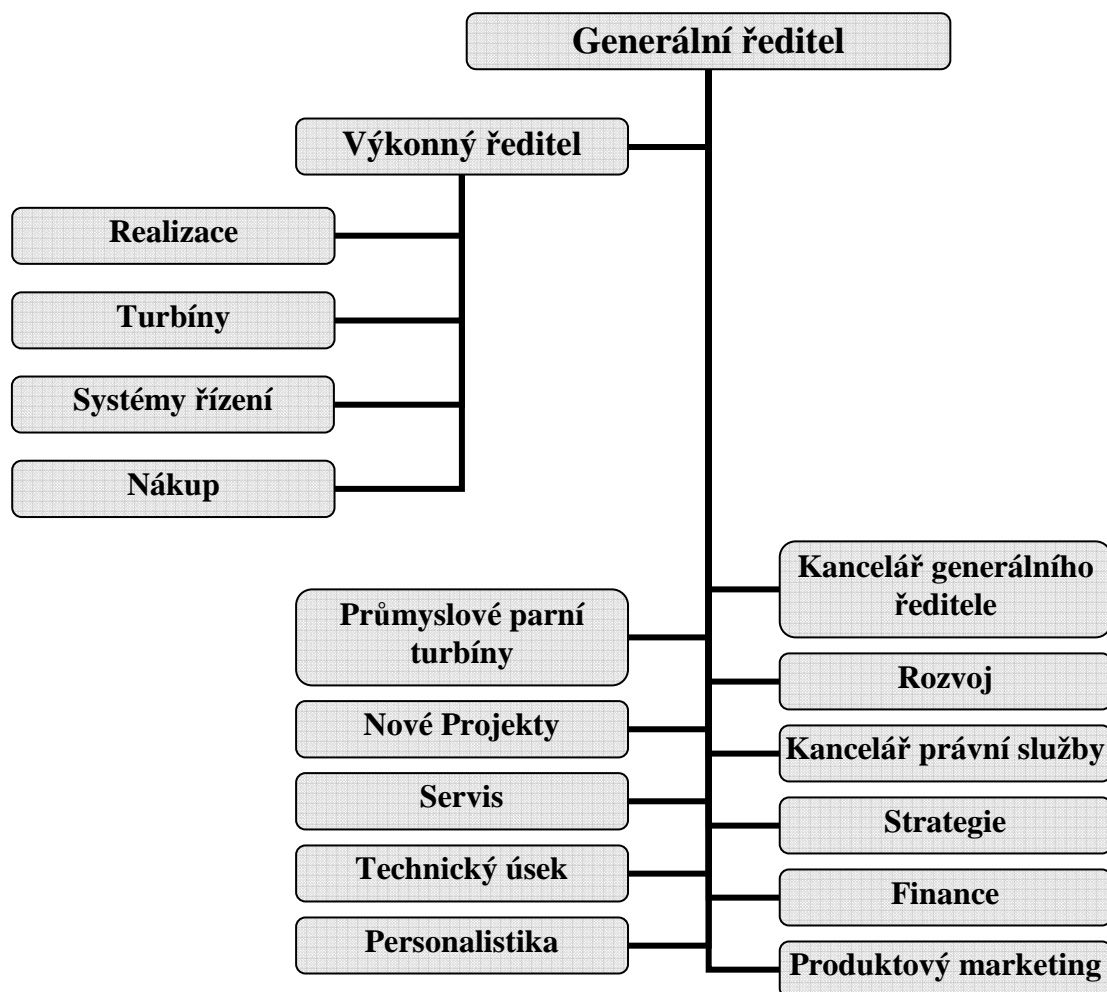 Generální ředitel
Výkonný ředitel
Realizace
Turbíny
Systémy řízení
Nákup
Průmyslové parní
turbíny
Nové Projekty
Servis
Technický úsek
Personalistika
Kancelář generálního
ředitele
Rozvoj
Kancelář právní služby
Strategie
Finance
Produktový marketing